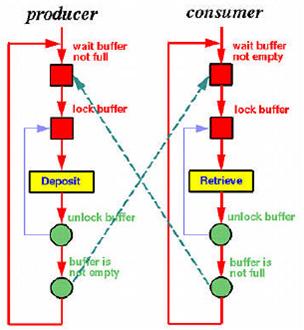 producer
wait buffer
not full
lock buffer
Deposit
unlock buffer
buffer is
not empty
consumer
wait buffer
not empty
lock buffer
Retrieve
unlock buffer
buffer is
not full